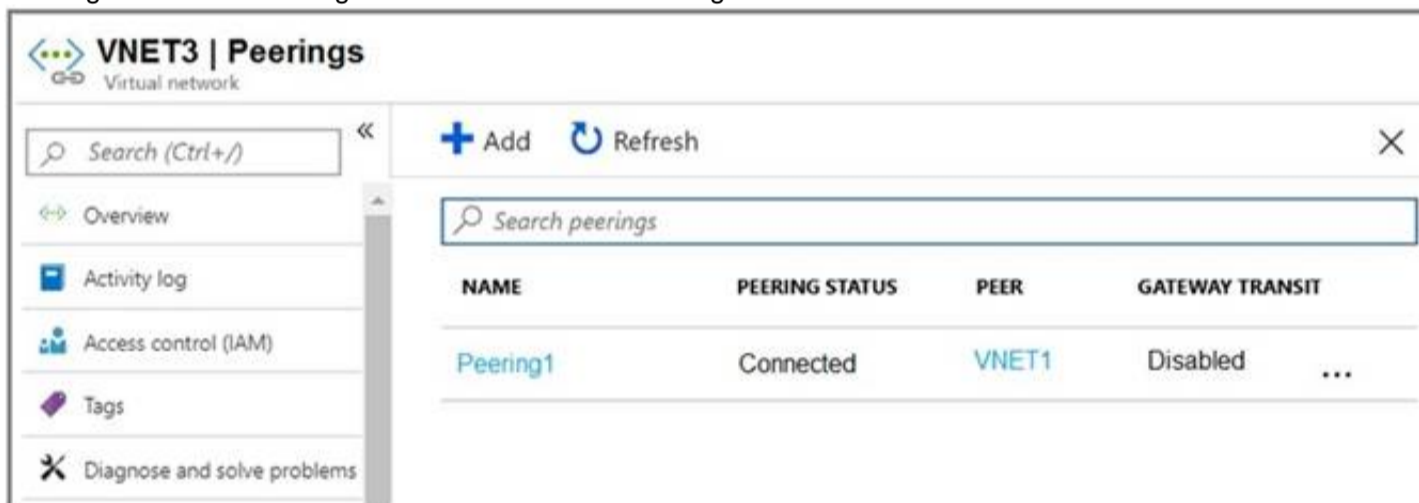 VNET3 | Peerings
Virtual network
Search (Ctrl+/)
«
Add Refresh
Overview
Activity log
Access control (IAM)
Tags
Diagnose and solve problems
Search peerings
NAME PEERING STATUS PEER GATEWAY TRANSIT
Peering1 Connected VNET1 Disabled ...